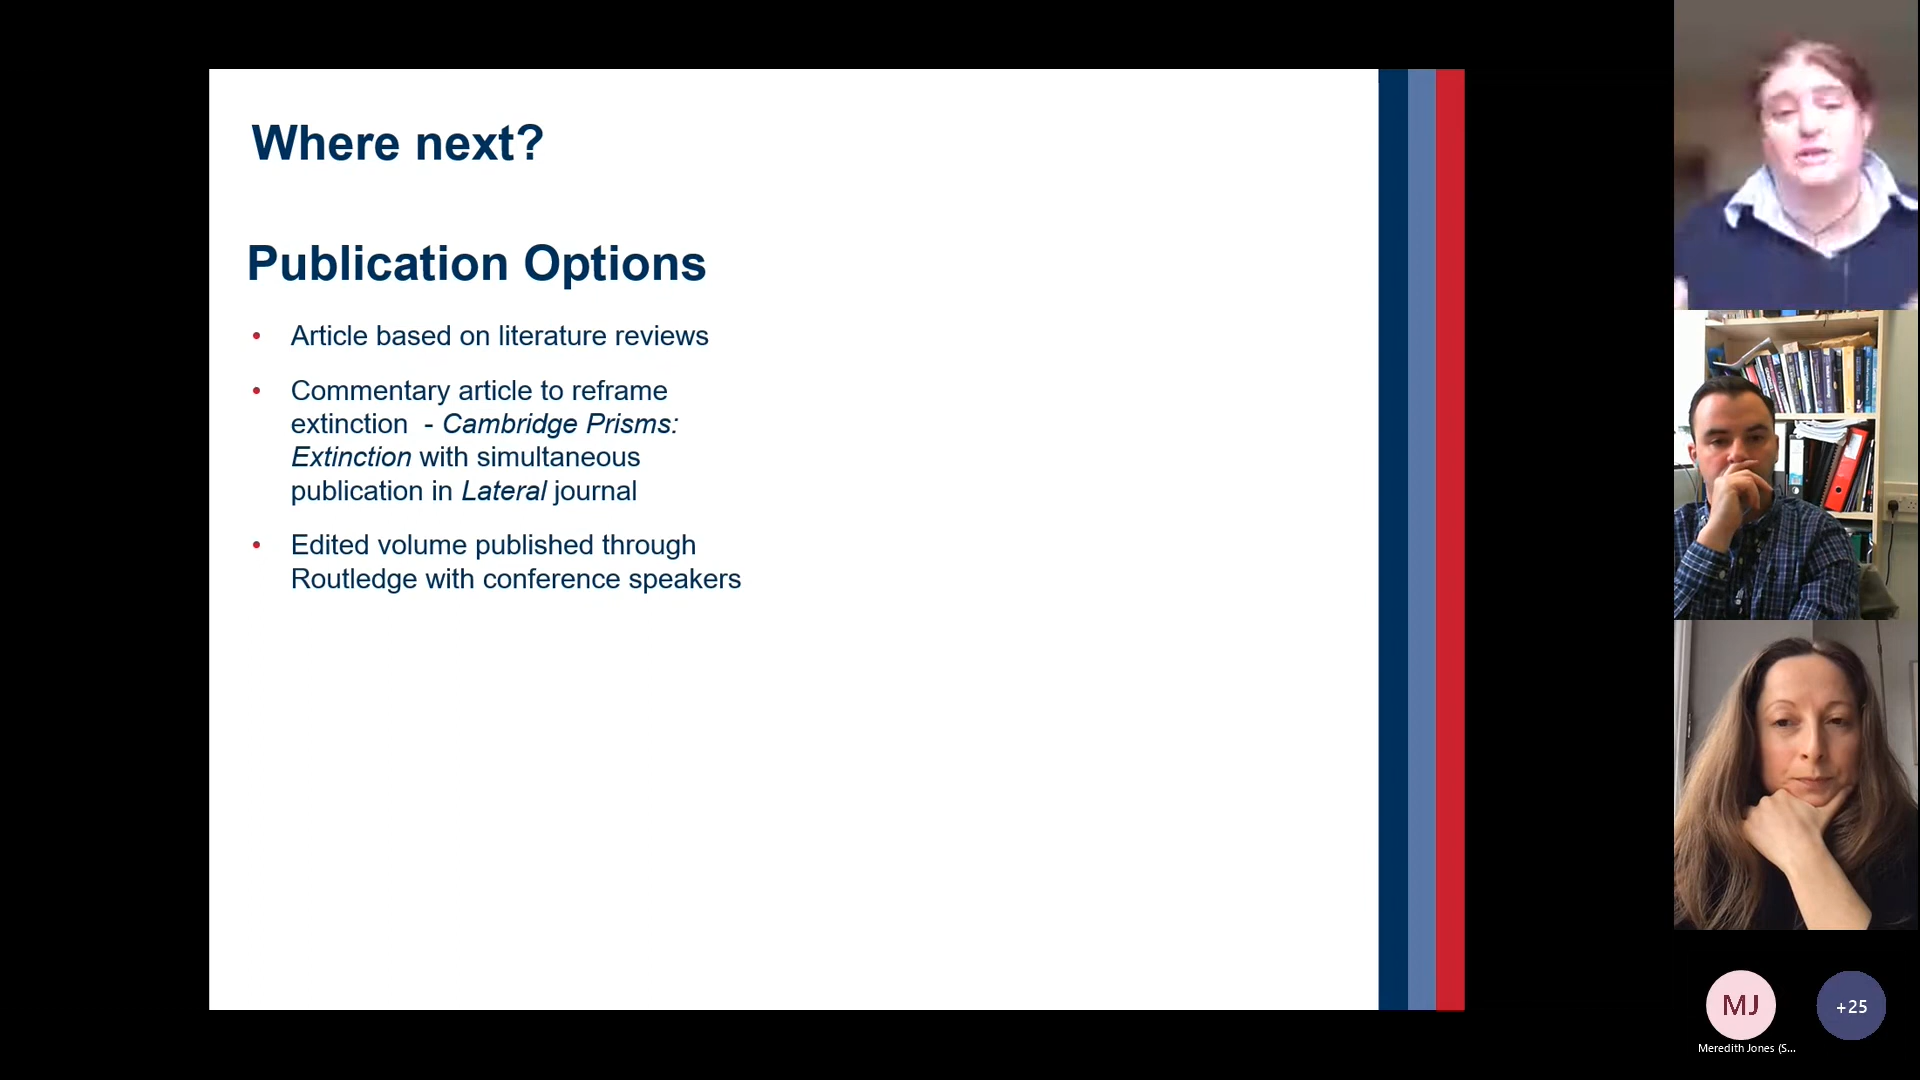 Where next?
Publication Options
• Article based on literature reviews
• Commentary article to reframe
extinction - Cambridge Prisms:
Extinction with simultaneous
publication in Lateral journal
• Edited volume published through
Routledge with conference speakers
MJ
+25
Meredith Jones (S...